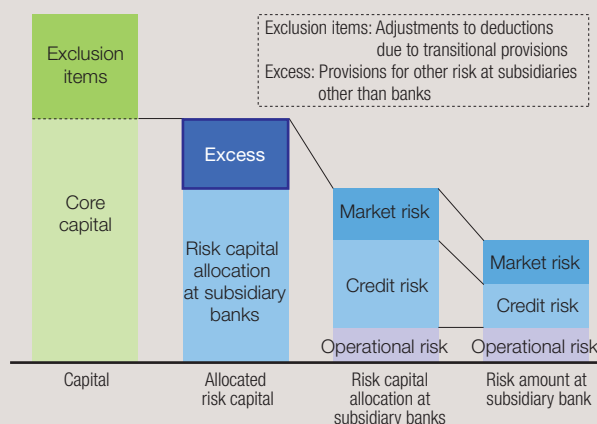 Exclusion items: Adjustments to deductions
due to transitional provisions
Excess: Provisions for other risk at subsidiaries
other than banks
Exclusion
items
Core
capital
Excess
Risk capital
allocation
at subsidiary
banks
Market risk
Credit risk
Operational risk
Market risk
Credit risk
Operational risk
Capital
Allocated
risk capital
Risk capital
allocation at
subsidiary banks
Risk amount at
subsidiary bank